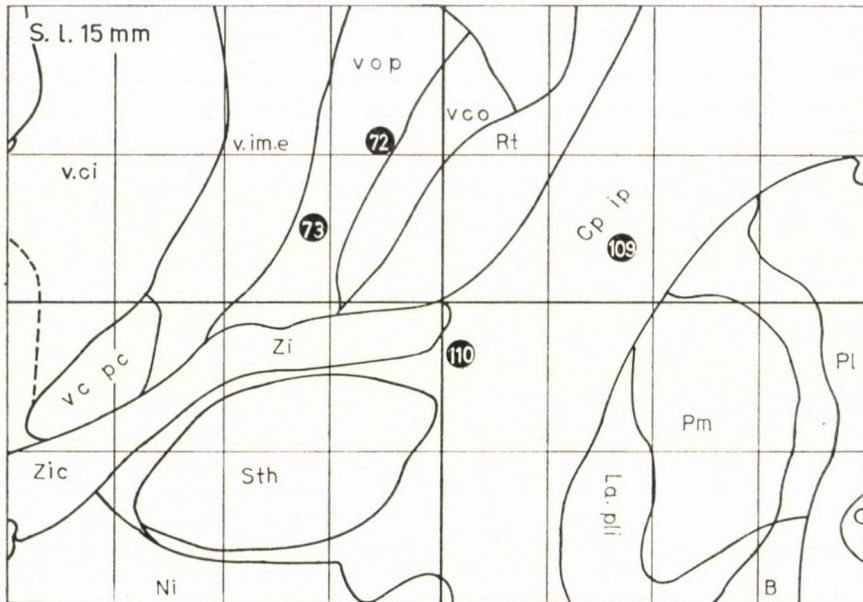 S. l. 15 mm
v o p
v c o
72
v.im.e
Rt
v.ci
Cp ip
73
109
Zi
110
Pl
vc pc
Pm
Zic
Sth
La. pli
Ni
B